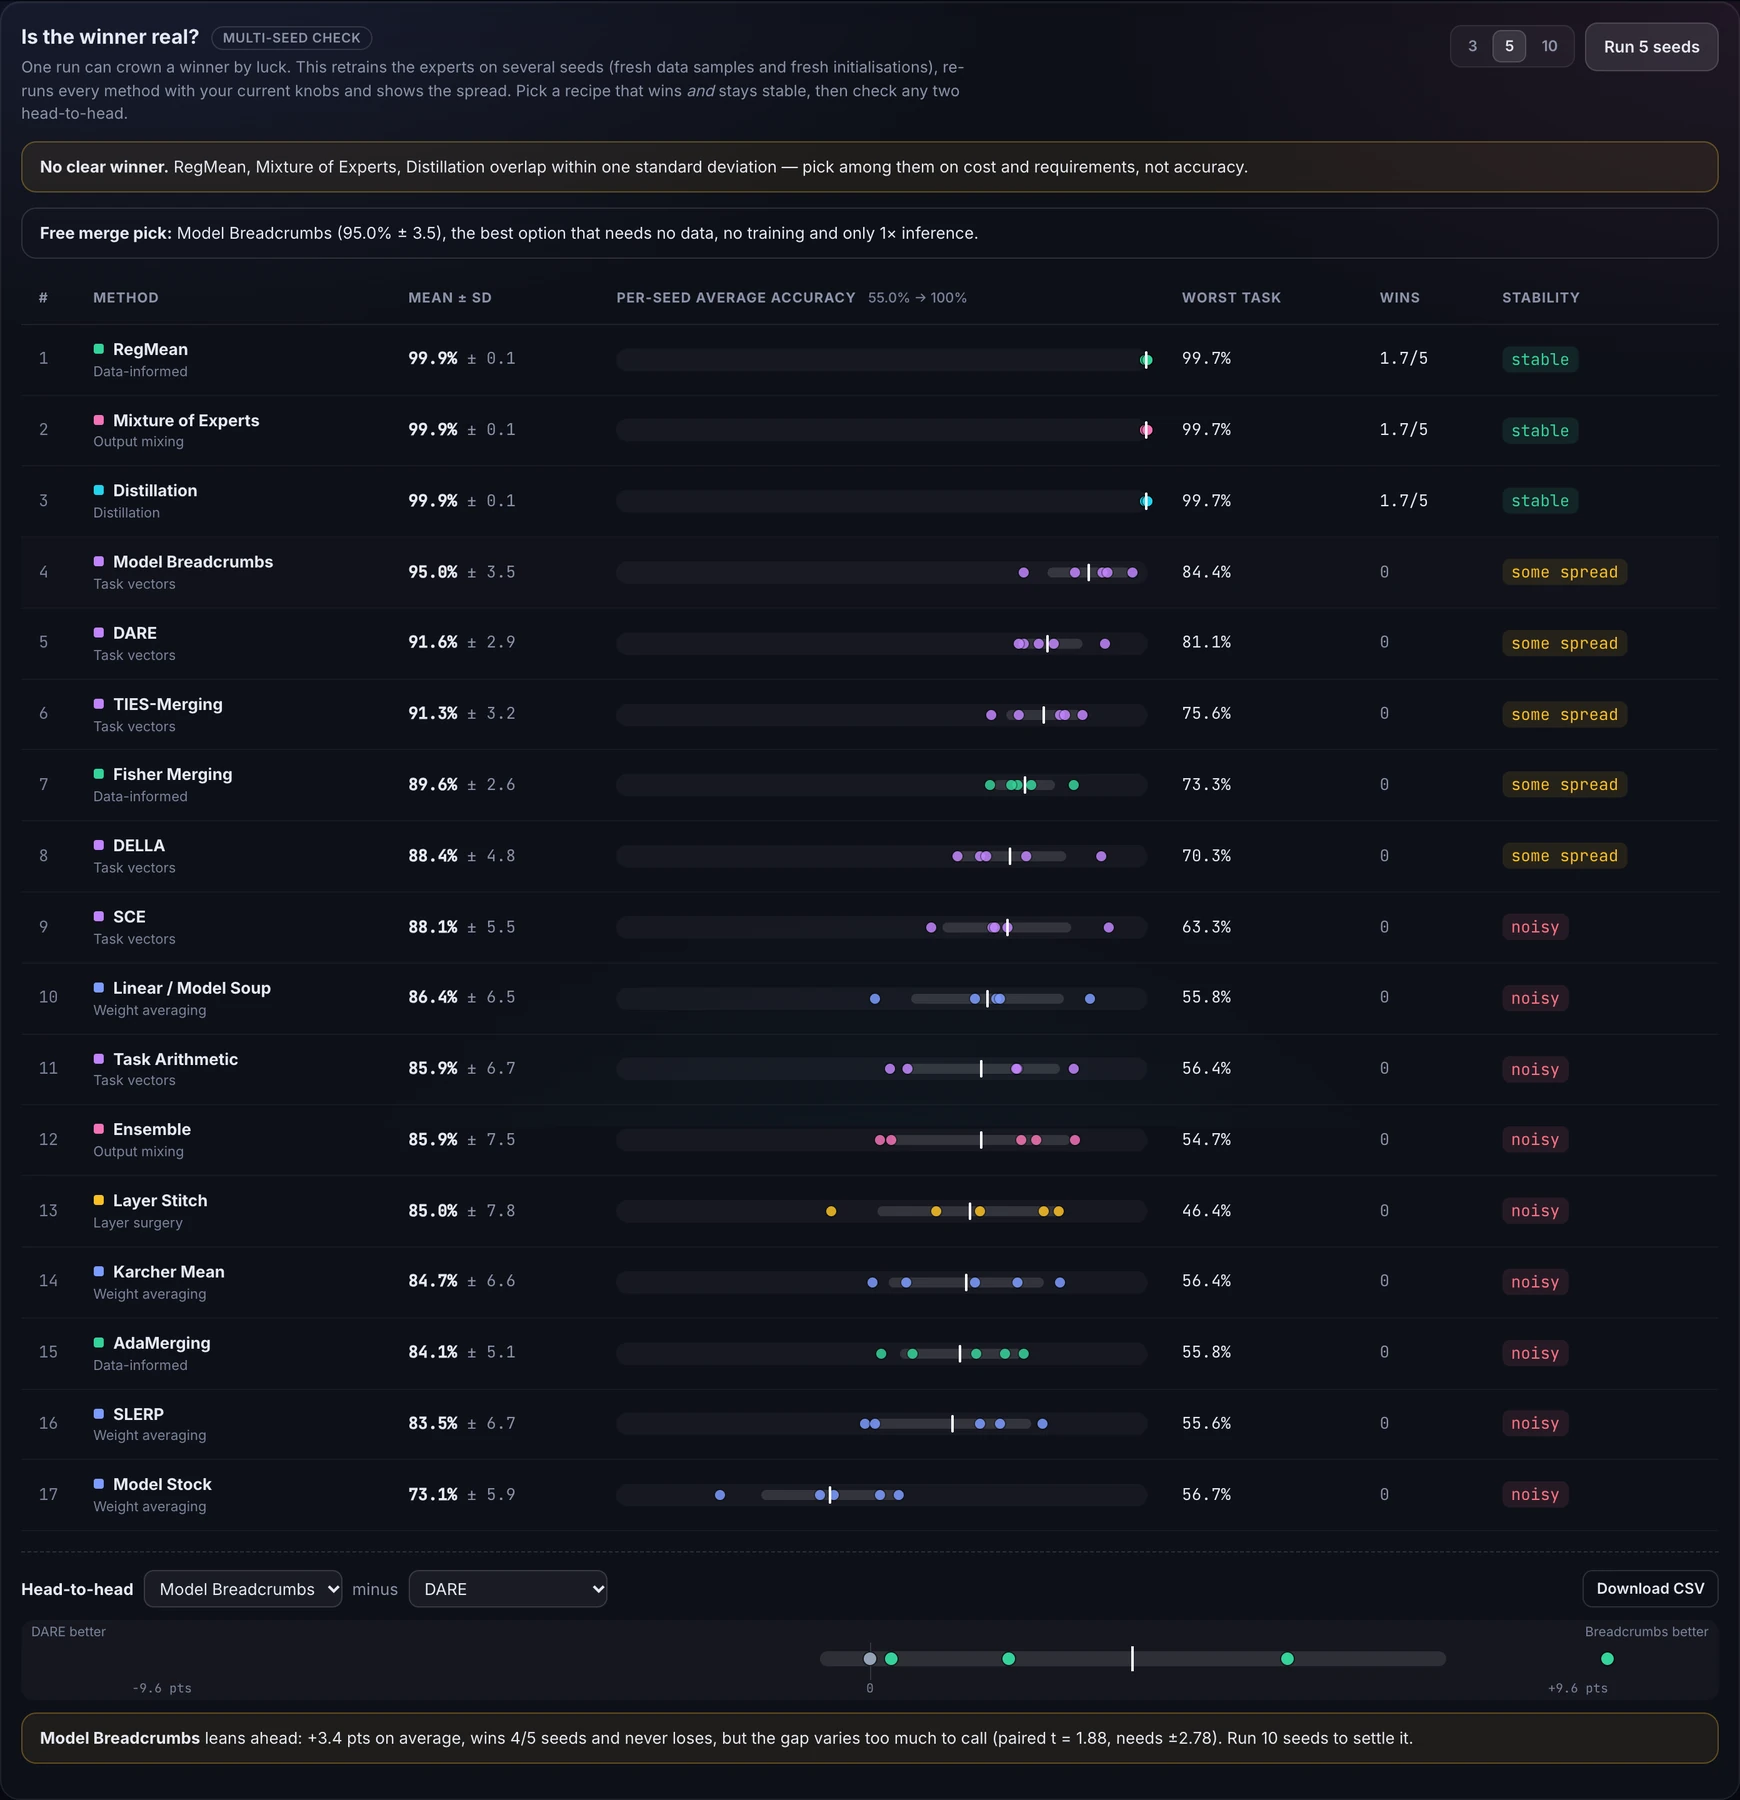 Is the winner real? MULTI-SEED CHECK
3 5 10 Run 5 seeds
One run can crown a winner by luck. This retrains the experts on several seeds (fresh data samples and fresh initialisations), re-
runs every method with your current knobs and shows the spread. Pick a recipe that wins and stays stable, then check any two
head-to-head.
No clear winner. RegMean, Mixture of Experts, Distillation overlap within one standard deviation — pick among them on cost and requirements, not accuracy.
Free merge pick: Model Breadcrumbs (95.0% ± 3.5), the best option that needs no data, no training and only 1× inference.
# METHOD MEAN ± SD PER-SEED AVERAGE ACCURACY 55.0% → 100% WORST TASK WINS STABILITY
1 RegMean 99.9% ± 0.1 99.7% 1.7/5 stable
Data-informed
2 Mixture of Experts 99.9% ± 0.1 99.7% 1.7/5 stable
Output mixing
3 Distillation 99.9% ± 0.1 99.7% 1.7/5 stable
Distillation
4 Model Breadcrumbs 95.0% ± 3.5 84.4% 0 some spread
Task vectors
5 DARE 91.6% ± 2.9 81.1% 0 some spread
Task vectors
6 TIES-Merging 91.3% ± 3.2 75.6% 0 some spread
Task vectors
7 Fisher Merging 89.6% ± 2.6 73.3% 0 some spread
Data-informed
8 DELLA 88.4% ± 4.8 70.3% 0 some spread
Task vectors
9 SCE 88.1% ± 5.5 63.3% 0 noisy
Task vectors
10 Linear / Model Soup 86.4% ± 6.5 55.8% 0 noisy
Weight averaging
11 Task Arithmetic 85.9% ± 6.7 56.4% 0 noisy
Task vectors
12 Ensemble 85.9% ± 7.5 54.7% 0 noisy
Output mixing
13 Layer Stitch 85.0% ± 7.8 46.4% 0 noisy
Layer surgery
14 Karcher Mean 84.7% ± 6.6 56.4% 0 noisy
Weight averaging
15 AdaMerging 84.1% ± 5.1 55.8% 0 noisy
Data-informed
16 SLERP 83.5% ± 6.7 55.6% 0 noisy
Weight averaging
17 Model Stock 73.1% ± 5.9 56.7% 0 noisy
Weight averaging
Head-to-head Model Breadcrumbs minus DARE Download CSV
DARE better Breadcrumbs better
-9.6 pts 0 +9.6 pts
Model Breadcrumbs leans ahead: +3.4 pts on average, wins 4/5 seeds and never loses, but the gap varies too much to call (paired t = 1.88, needs ±2.78). Run 10 seeds to settle it.